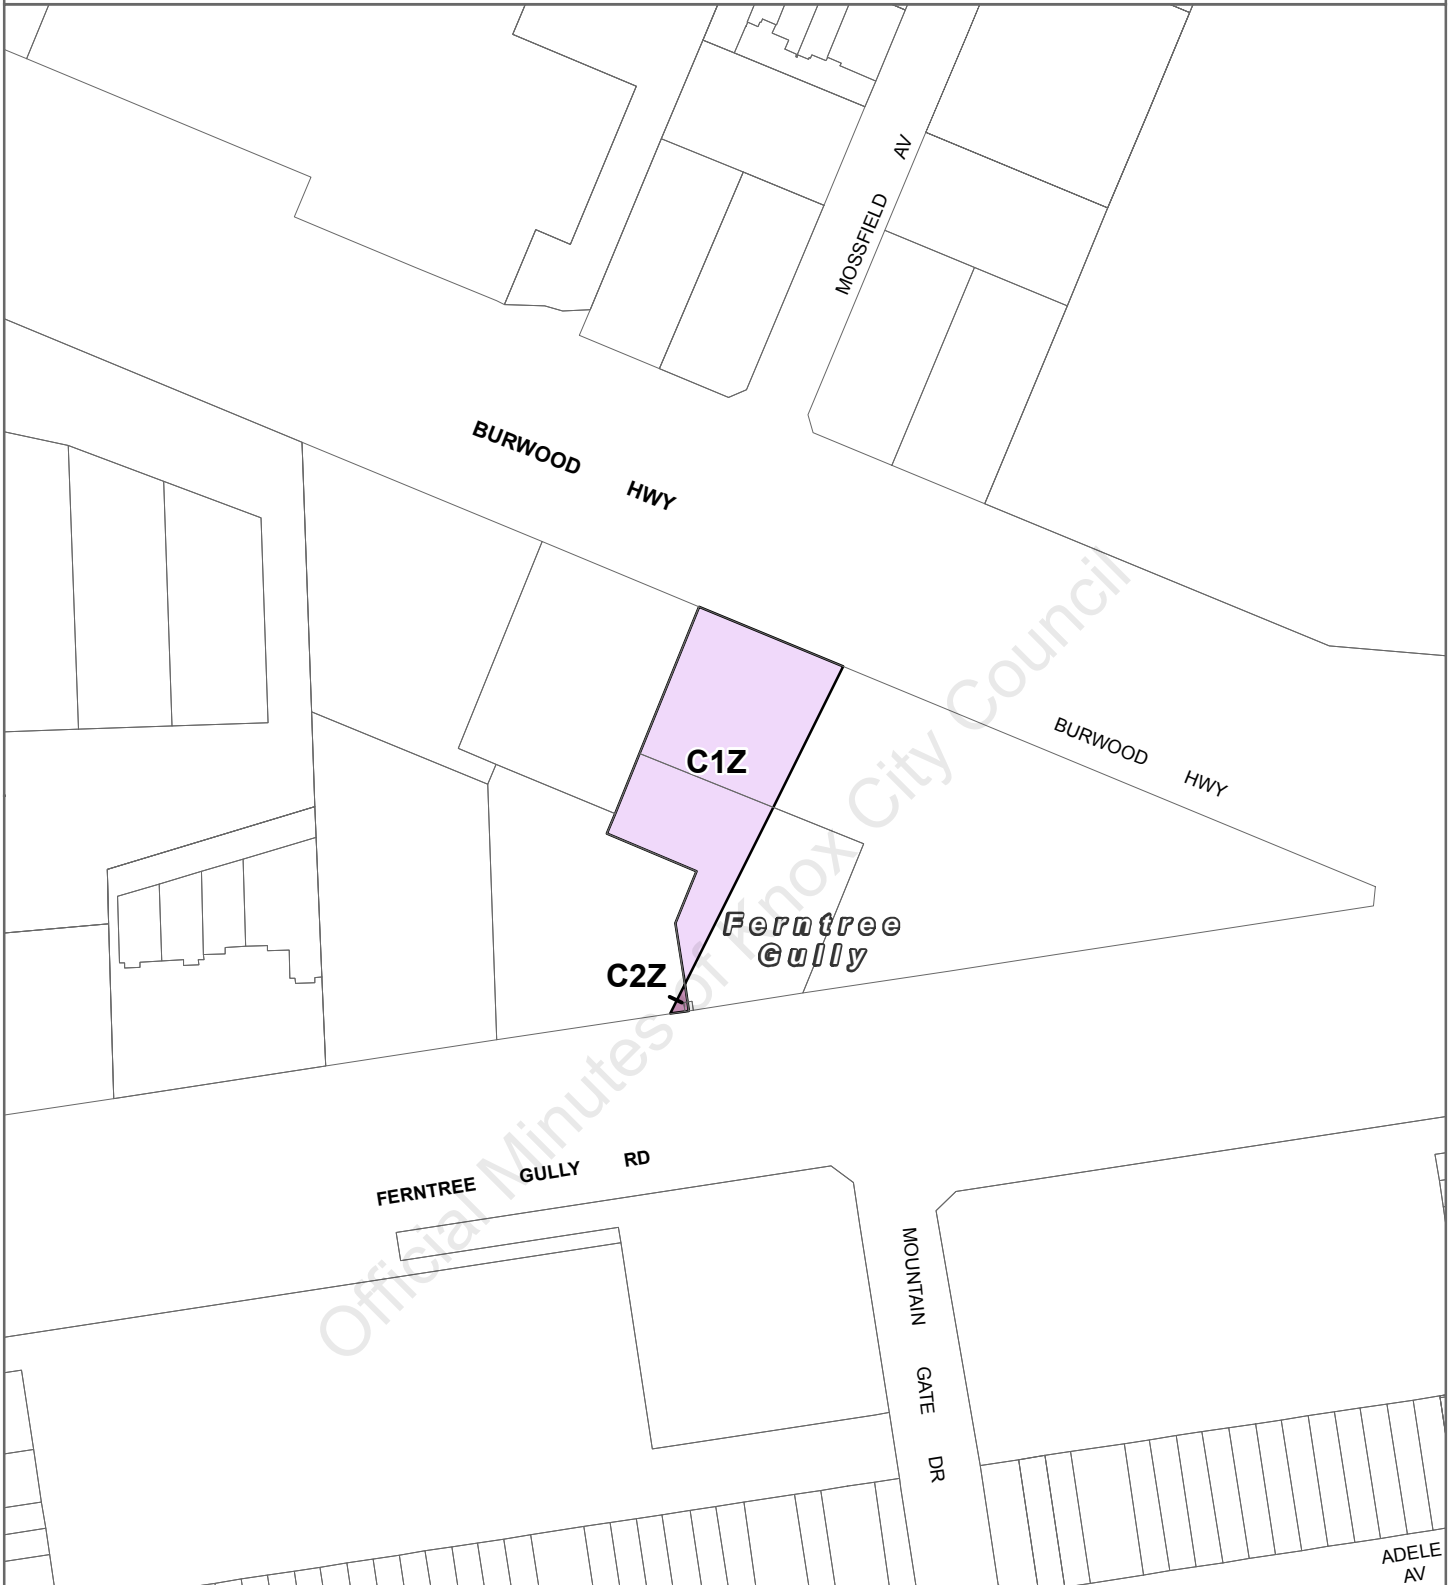 MOSSFIELD AV
BURWOOD HWY
C1Z
BURWOOD HWY
Ferntree
Gully
C2Z
Official Minutes of Knox City Council
FERNTREE GULLY RD
MOUNTAIN GATE DR
ADELE
AV